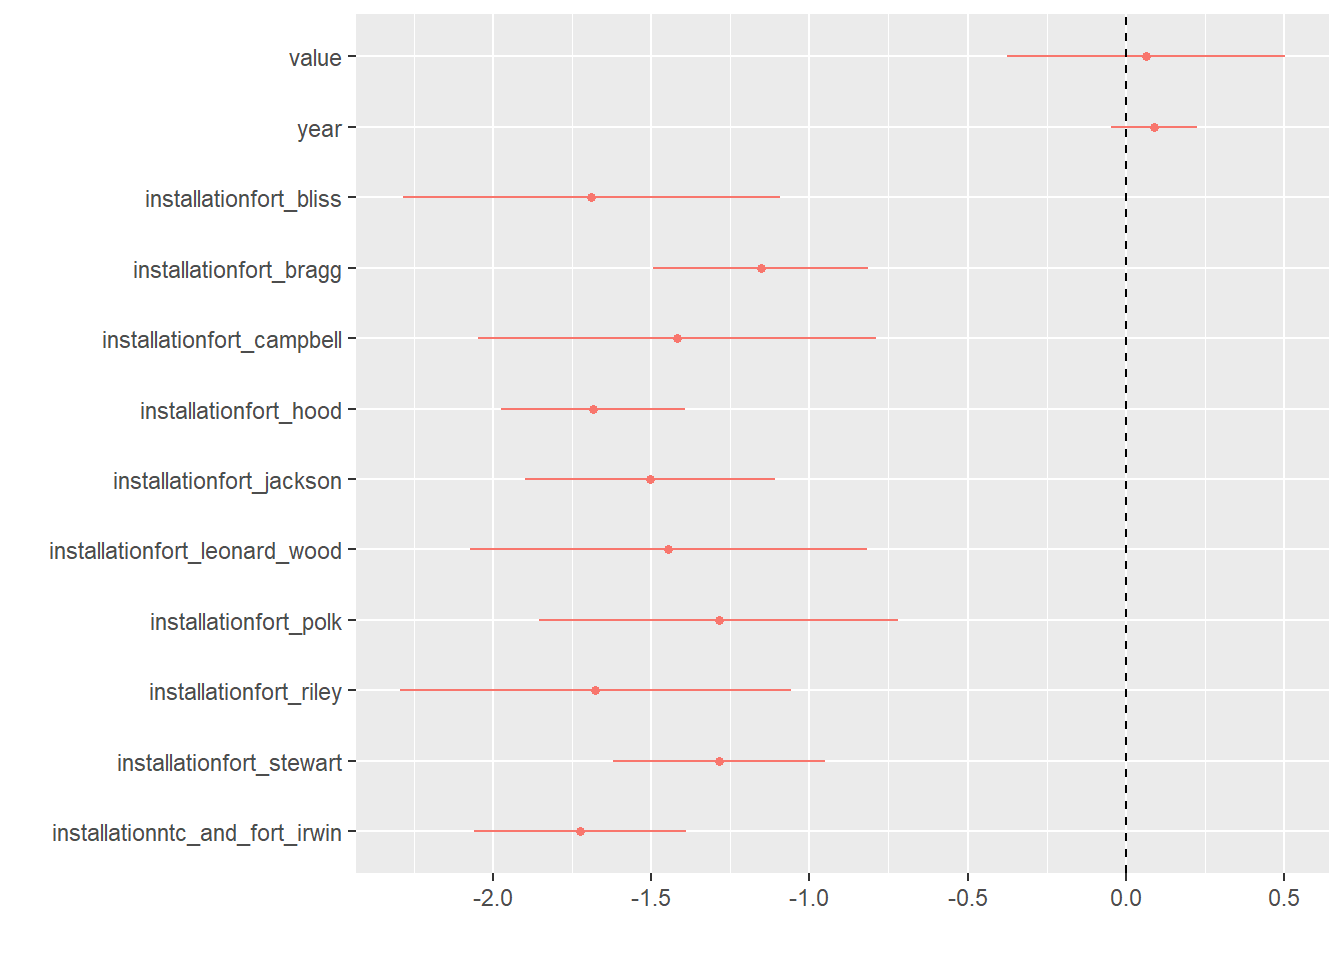 value
year
installationfort_bliss
installationfort_bragg
installationfort_campbell
installationfort_hood
installationfort_jackson
installationfort_leonard_wood
installationfort_polk
installationfort_riley
installationfort_stewart
installationntc_and_fort_irwin
-2.0 -1.5 -1.0 -0.5 0.0 0.5